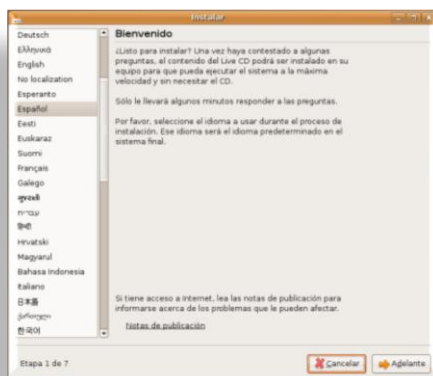 Instalar
Deutsch
Ελληνικά
English
No localization
Esperanto
Español
Eesti
Euskaraz
Suomi
Français
Galego
ગુજરાતી
עברית
हिन्दी
Hrvatski
Magyarul
Bahasa Indonesia
Italiano
日本語
ქართული
한국어
Bienvenido
¿Listo para instalar? Una vez haya contestado a algunas
preguntas, al contenido del Live CD podrá ser instalado en su
equipo para que pueda ejecutar el sistema a la máxima
velocidad y sin necesitar el CD.
Sólo le llevará algunos minutos responder a las preguntas.
Por favor, seleccione el idioma a usar durante el proceso de
instalación. Ese idioma será el idioma predeterminado en el
sistema final.
Si tiene acceso a Internet, lea las notas de publicación para
informarse acerca de los problemas que le pueden afectar.
Notas de publicación
Etapa 1 de 7
Cancelar
Adelante